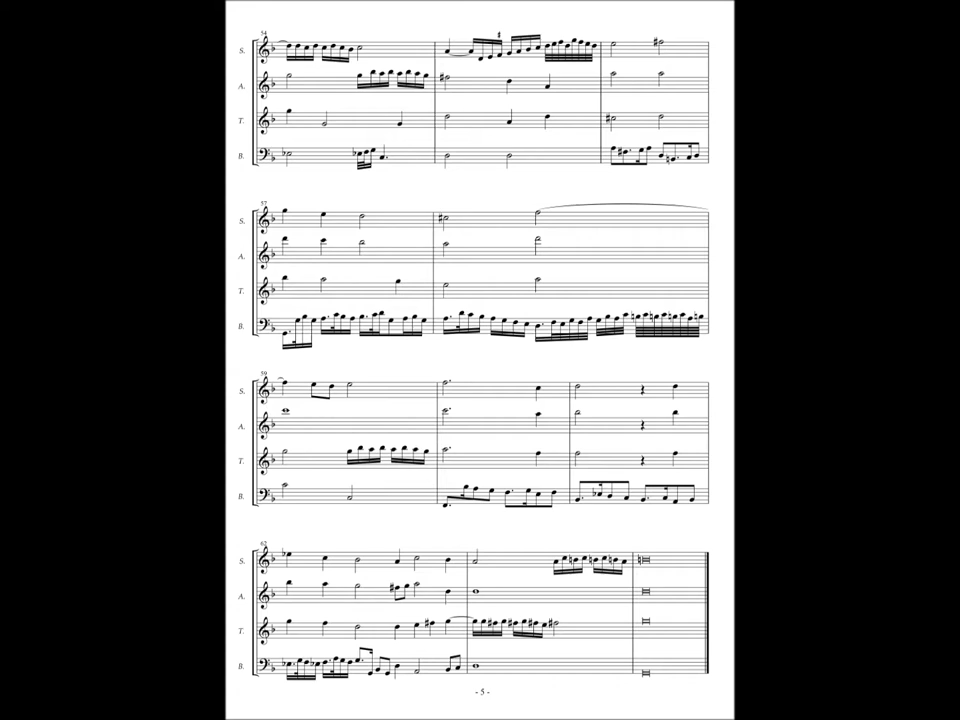 54
S.
A.
T.
B.
57
S.
A.
T.
B.
59
S.
A.
T.
B.
62
S.
A.
T.
B.
- 5 -